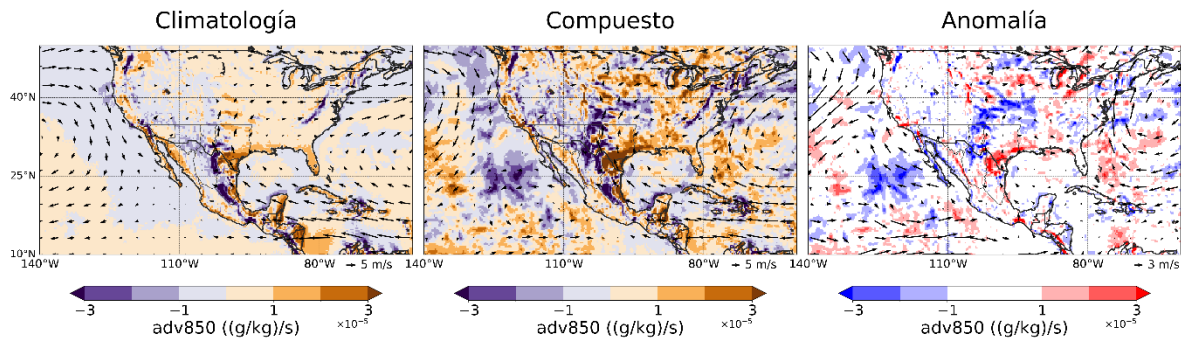 Climatología Compuesto Anomalía
40°N
25°N
10°N
140°W 110°W 80°W 5 m/s 140°W 110°W 80°W 5 m/s 140°W 110°W 80°W 3 m/s
−3 −1 1 3 −3 −1 1 3 −3 −1 1 3
×10⁻⁵ ×10⁻⁵ ×10⁻⁵
adv850 ((g/kg)/s) adv850 ((g/kg)/s) adv850 ((g/kg)/s)